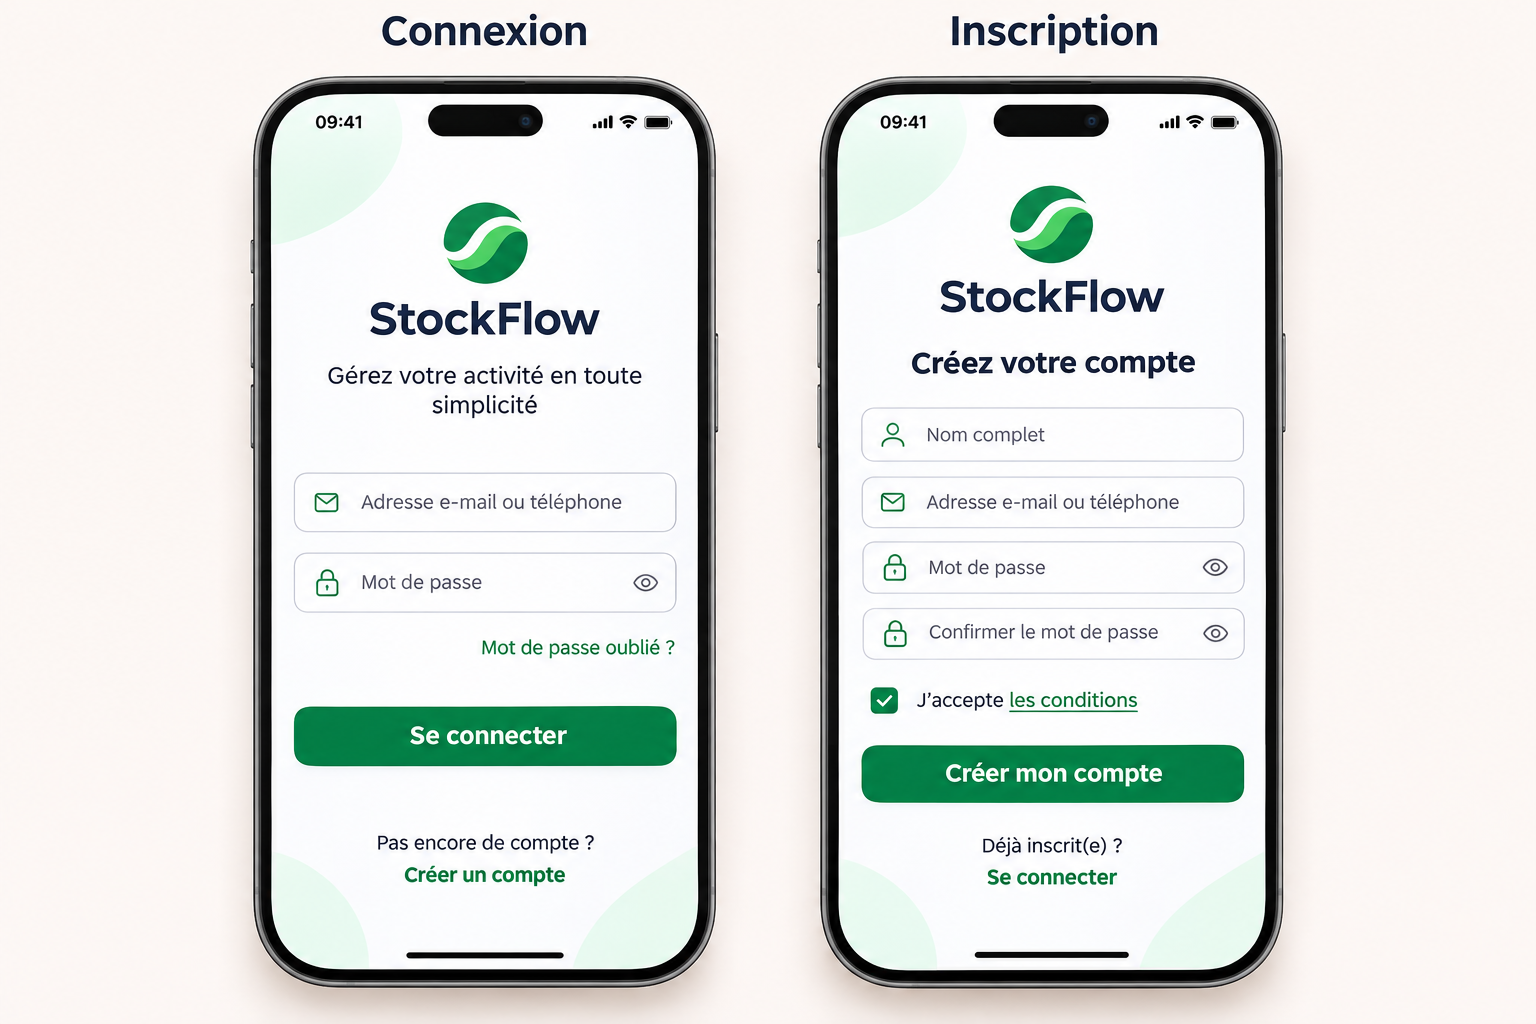 Connexion
09:41
StockFlow
Gérez votre activité en toute
simplicité
Adresse e-mail ou téléphone
Mot de passe
Mot de passe oublié ?
Se connecter
Pas encore de compte ?
Créer un compte
Inscription
09:41
StockFlow
Créez votre compte
Nom complet
Adresse e-mail ou téléphone
Mot de passe
Confirmer le mot de passe
J’accepte les conditions
Créer mon compte
Déjà inscrit(e) ?
Se connecter